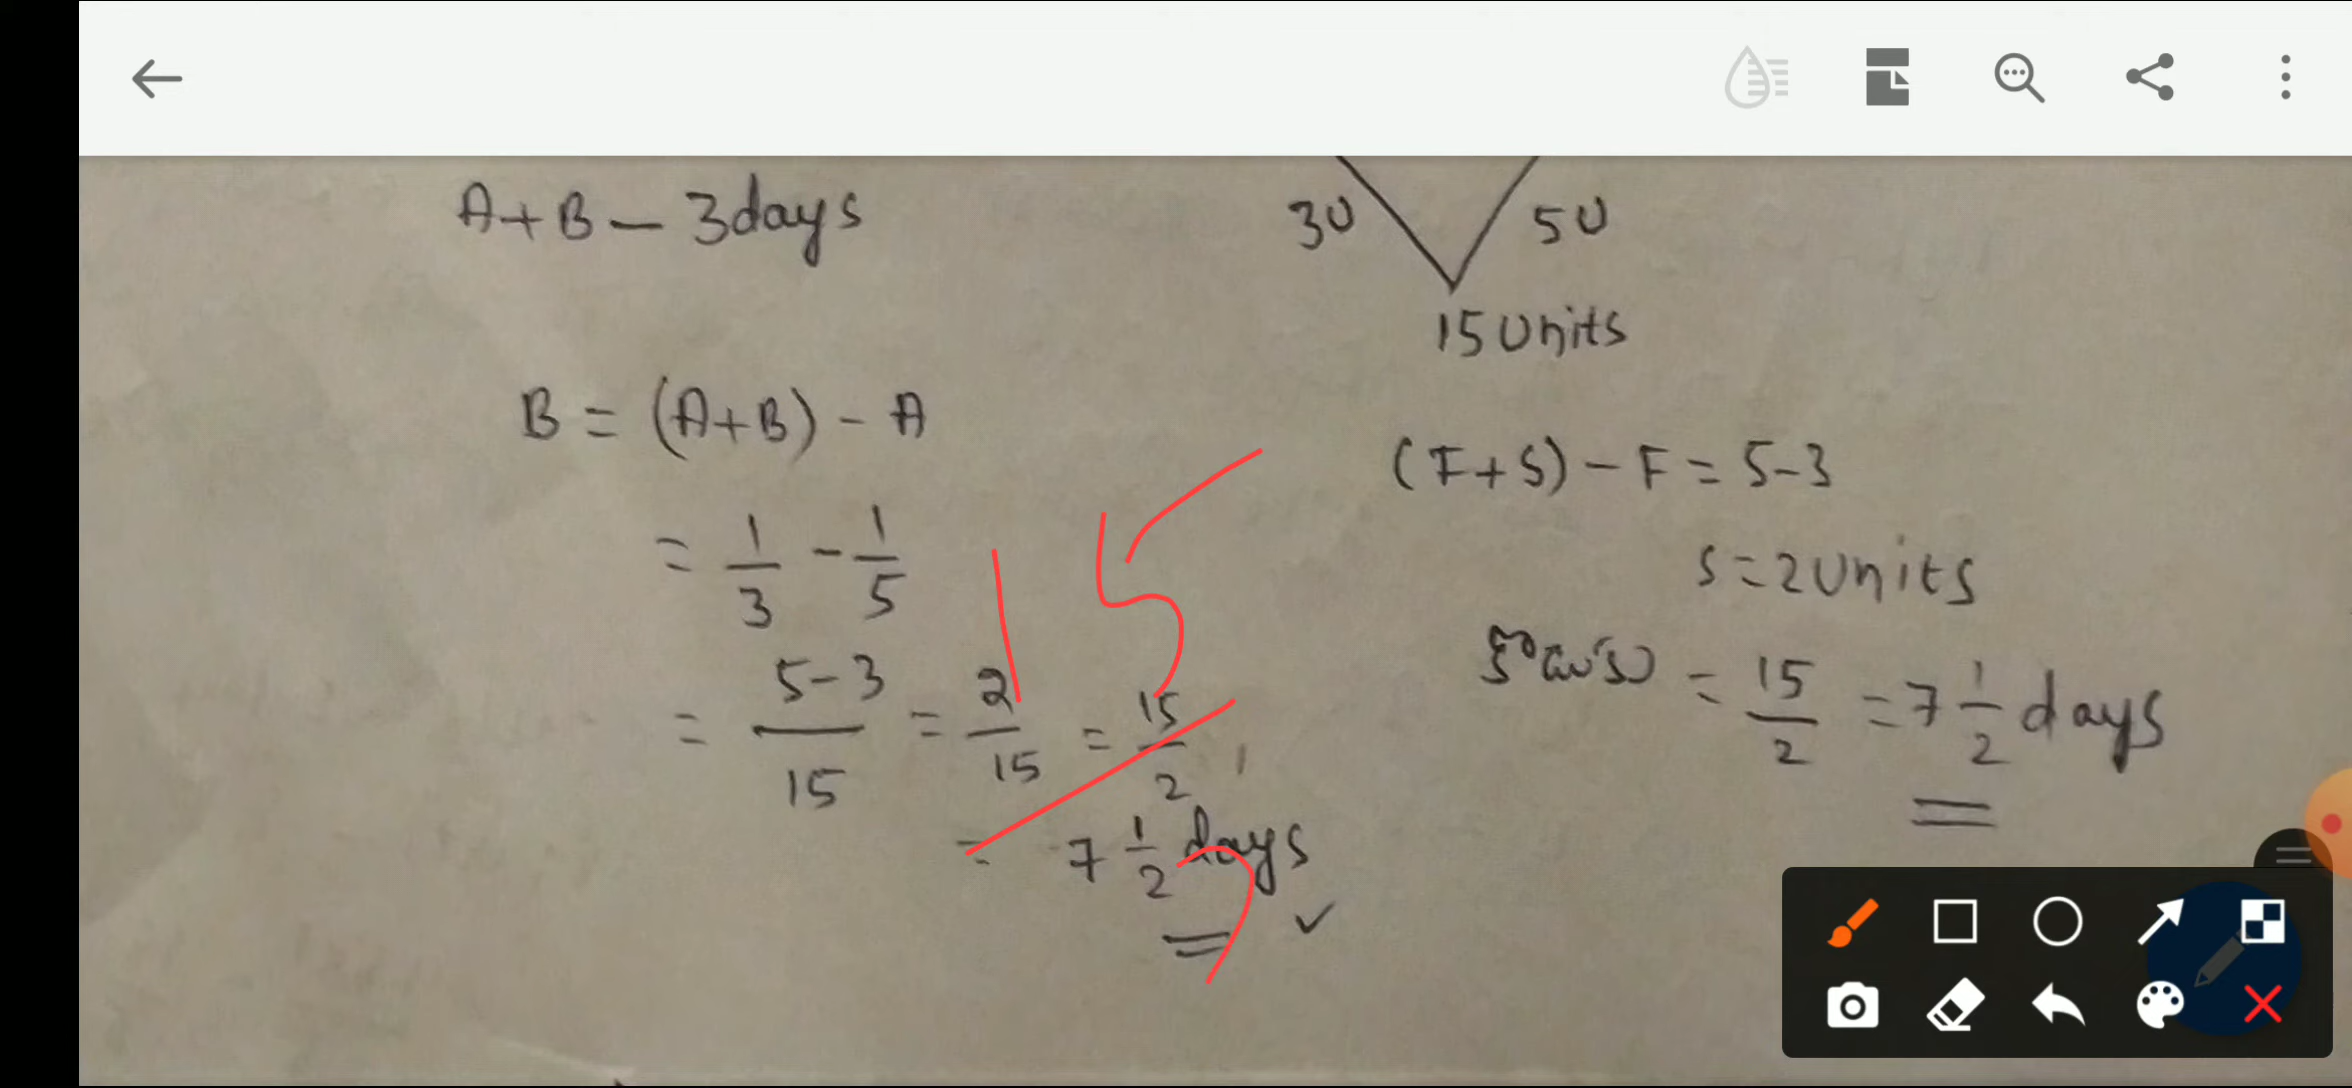 A+B - 3days
3U 5U
15Units
B = (A+B) - A
(F+S) - F = 5-3
= 1/3 - 1/5
15
S = 2Units
= 5-3/15 = 2/15 = 15/2
= 15/2 = 7 1/2 days
= 7 1/2 days ✓